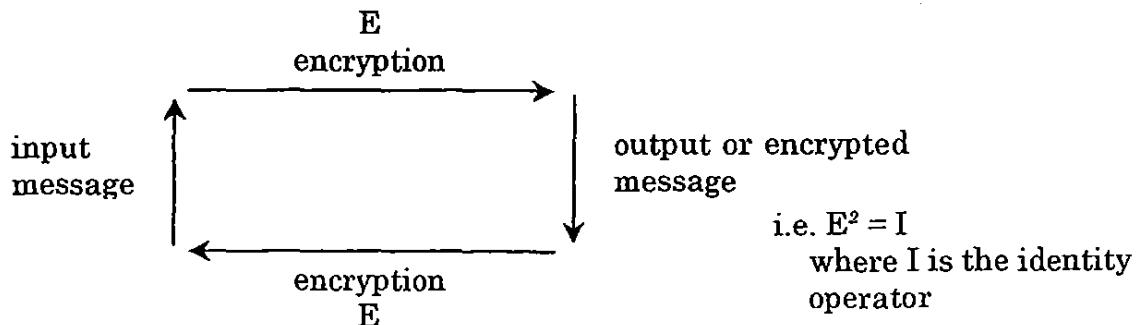 E
encryption
input
message
output or encrypted
message
i.e. E² = I
where I is the identity
operator
encryption
E